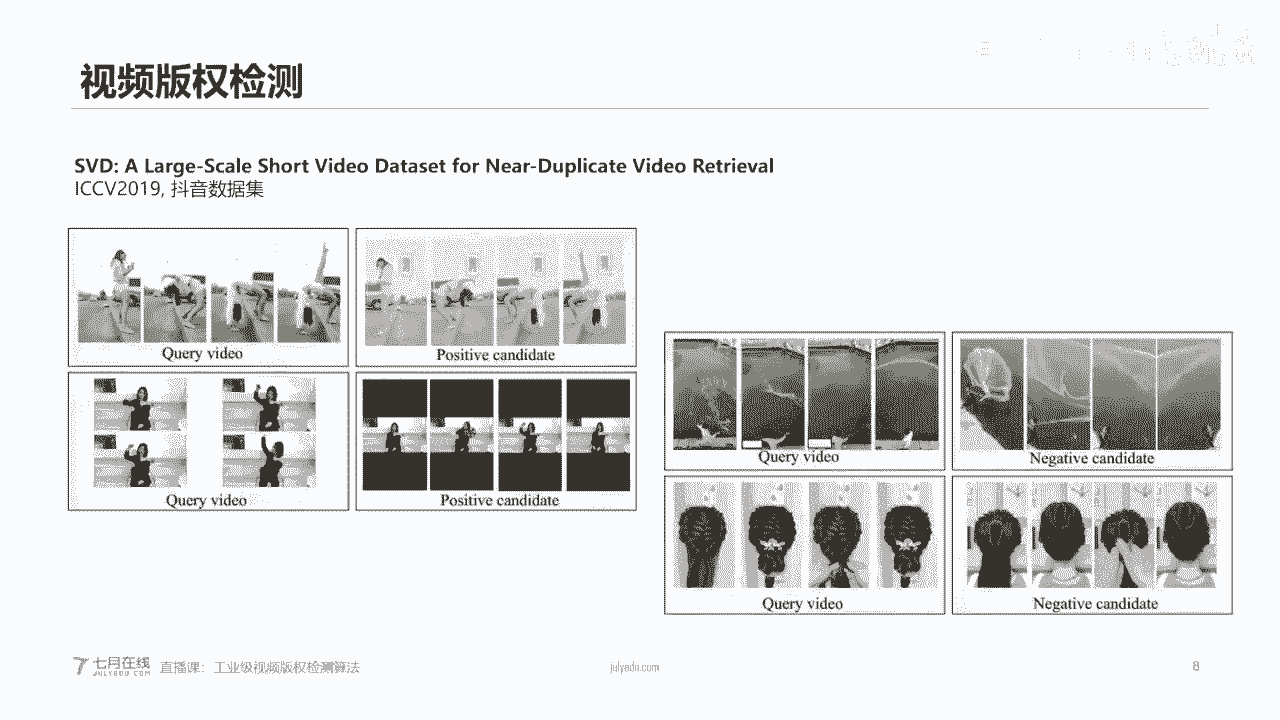 视频版权检测
SVD: A Large-Scale Short Video Dataset for Near-Duplicate Video Retrieval
ICCV2019, 抖音数据集
Query video
Positive candidate
Query video
Positive candidate
Query video
Negative candidate
Query video
Negative candidate
七月在线
JULYEDU.COM
直播课：工业级视频版权检测算法
julyedu.com
8